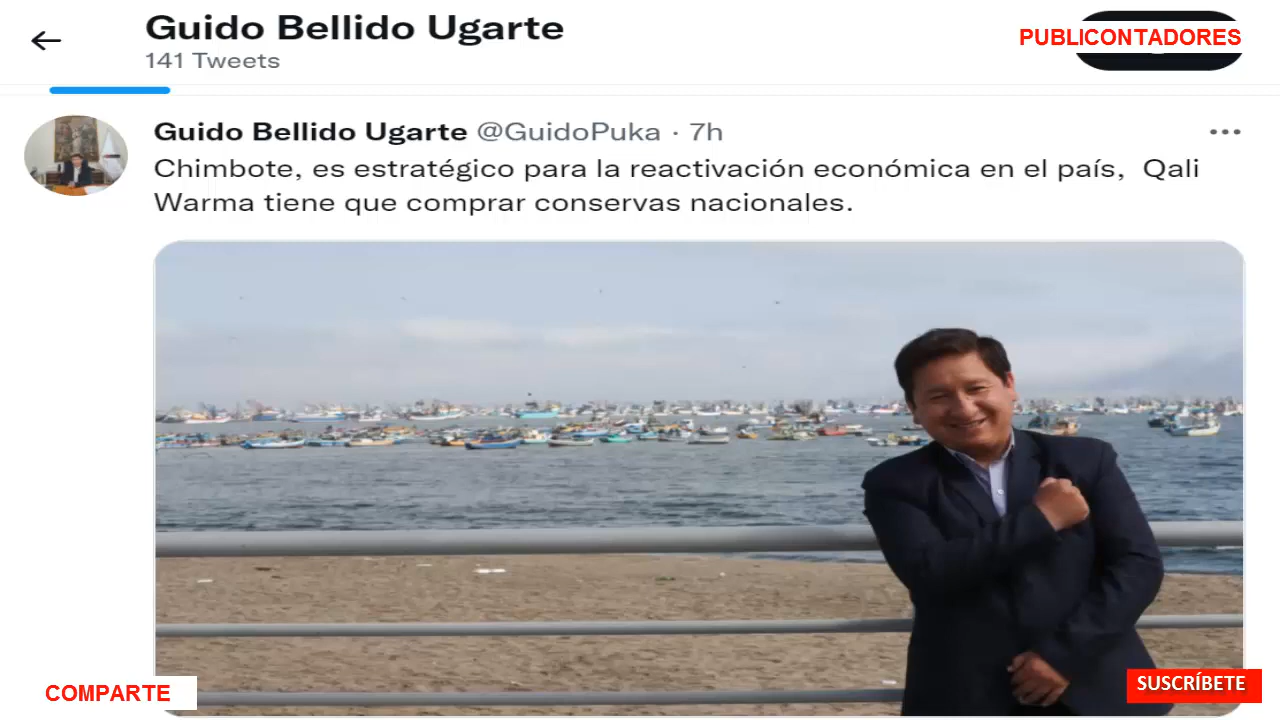 Guido Bellido Ugarte
141 Tweets
PUBLICONTADORES
Guido Bellido Ugarte @GuidoPuka · 7h
Chimbote, es estratégico para la reactivación económica en el país, Qali
Warma tiene que comprar conservas nacionales.
COMPARTE
SUSCRÍBETE